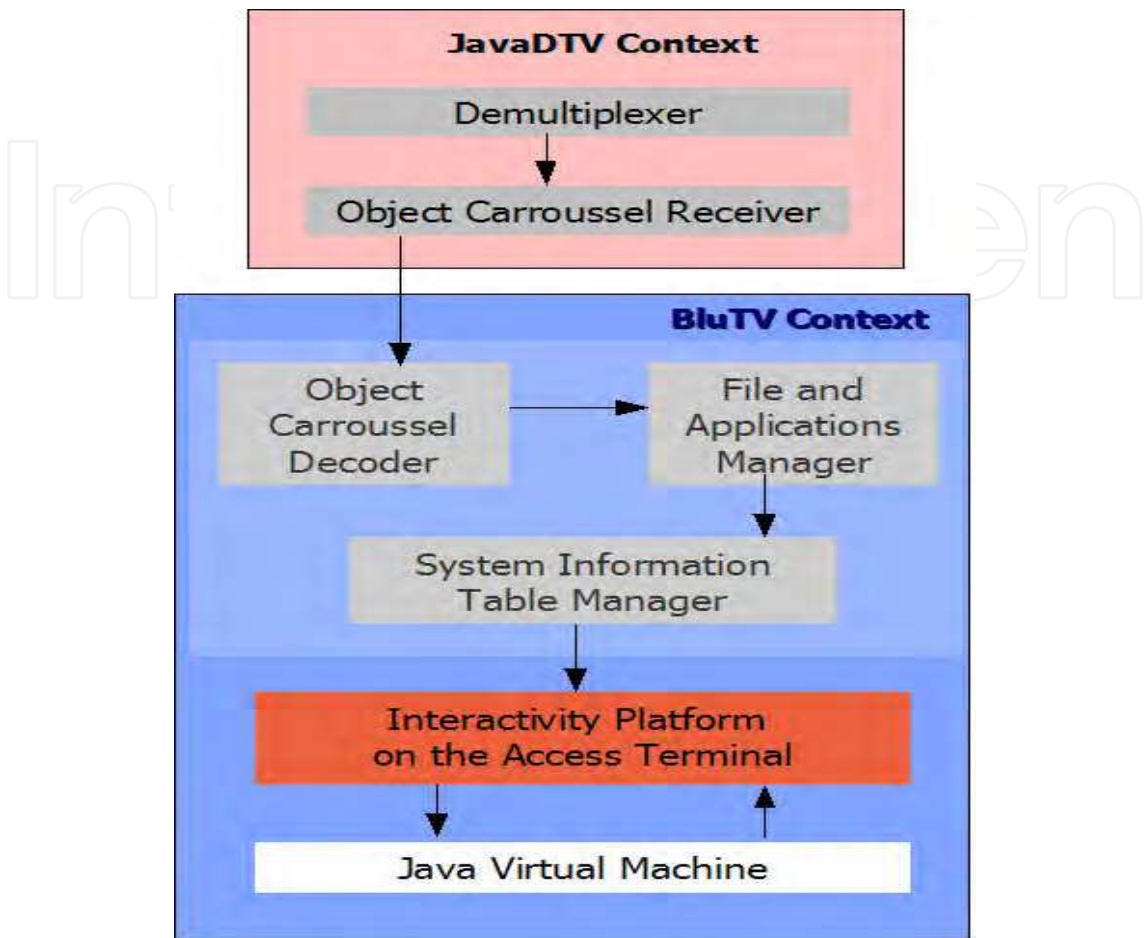 JavaDTV Context
Demultiplexer
Object Carroussel Receiver
BluTV Context
Object
Carroussel
Decoder
File and
Applications
Manager
System Information
Table Manager
Interactivity Platform
on the Access Terminal
Java Virtual Machine